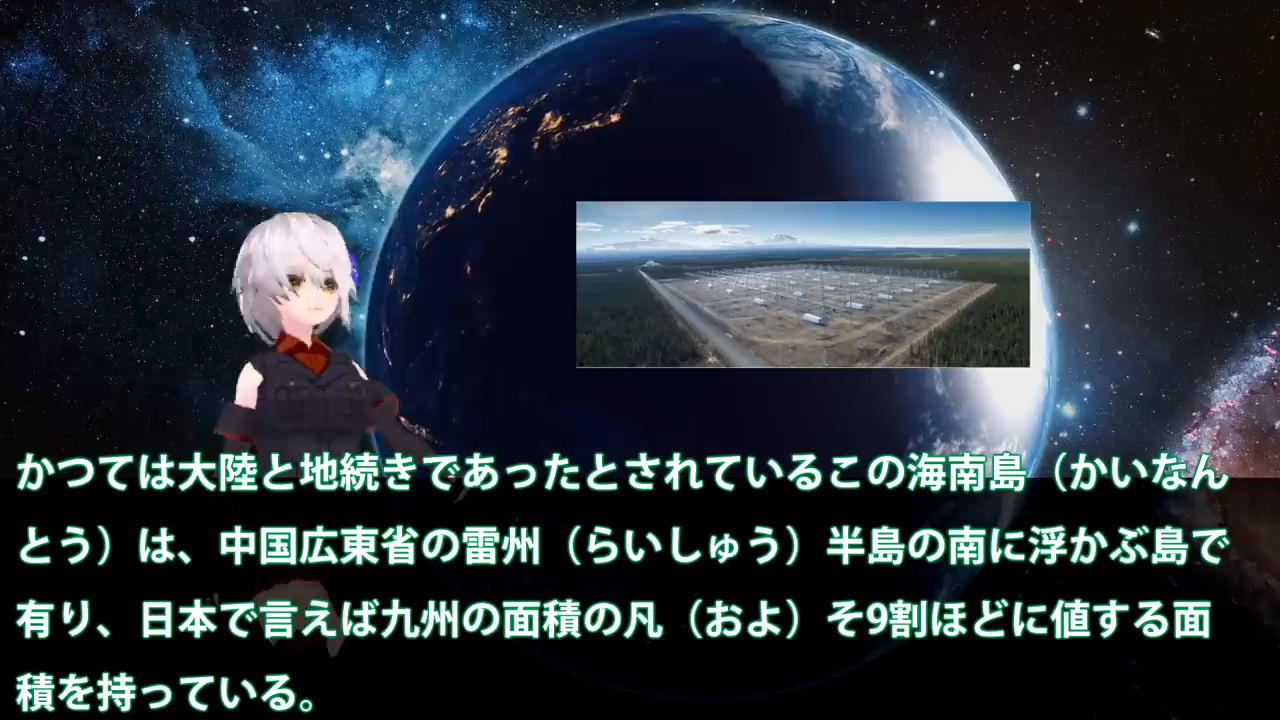 かつては大陸と地続きであったとされているこの海南島（かいなん
とう）は、中国広東省の雷州（らいしゅう）半島の南に浮かぶ島で
有り、日本で言えば九州の面積の凡（およ）そ9割ほどに値する面
積を持っている。